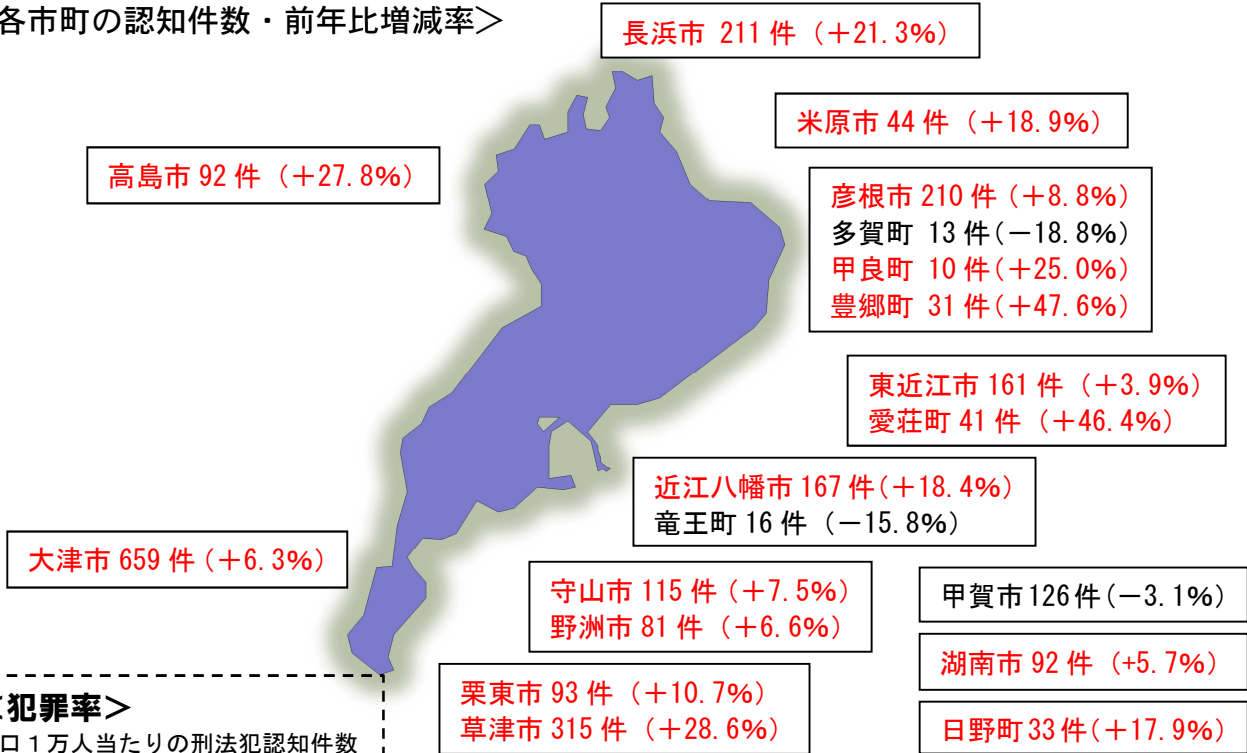 各市町の認知件数・前年比増減率>
長浜市 211 件 (+21.3%)
米原市 44 件 (+18.9%)
高島市 92 件 (+27.8%)
彦根市 210 件 (+8.8%)
多賀町 13 件(-18.8%)
甲良町 10 件(+25.0%)
豊郷町 31 件(+47.6%)
東近江市 161 件 (+3.9%)
愛荘町 41 件 (+46.4%)
近江八幡市 167 件(+18.4%)
竜王町 16 件 (-15.8%)
大津市 659 件 (+6.3%)
守山市 115 件 (+7.5%)
野洲市 81 件 (+6.6%)
甲賀市 126 件(-3.1%)
湖南市 92 件 (+5.7%)
栗東市 93 件 (+10.7%)
草津市 315 件 (+28.6%)
日野町 33 件(+17.9%)
犯罪率>
口1万人当たりの刑法犯認知件数